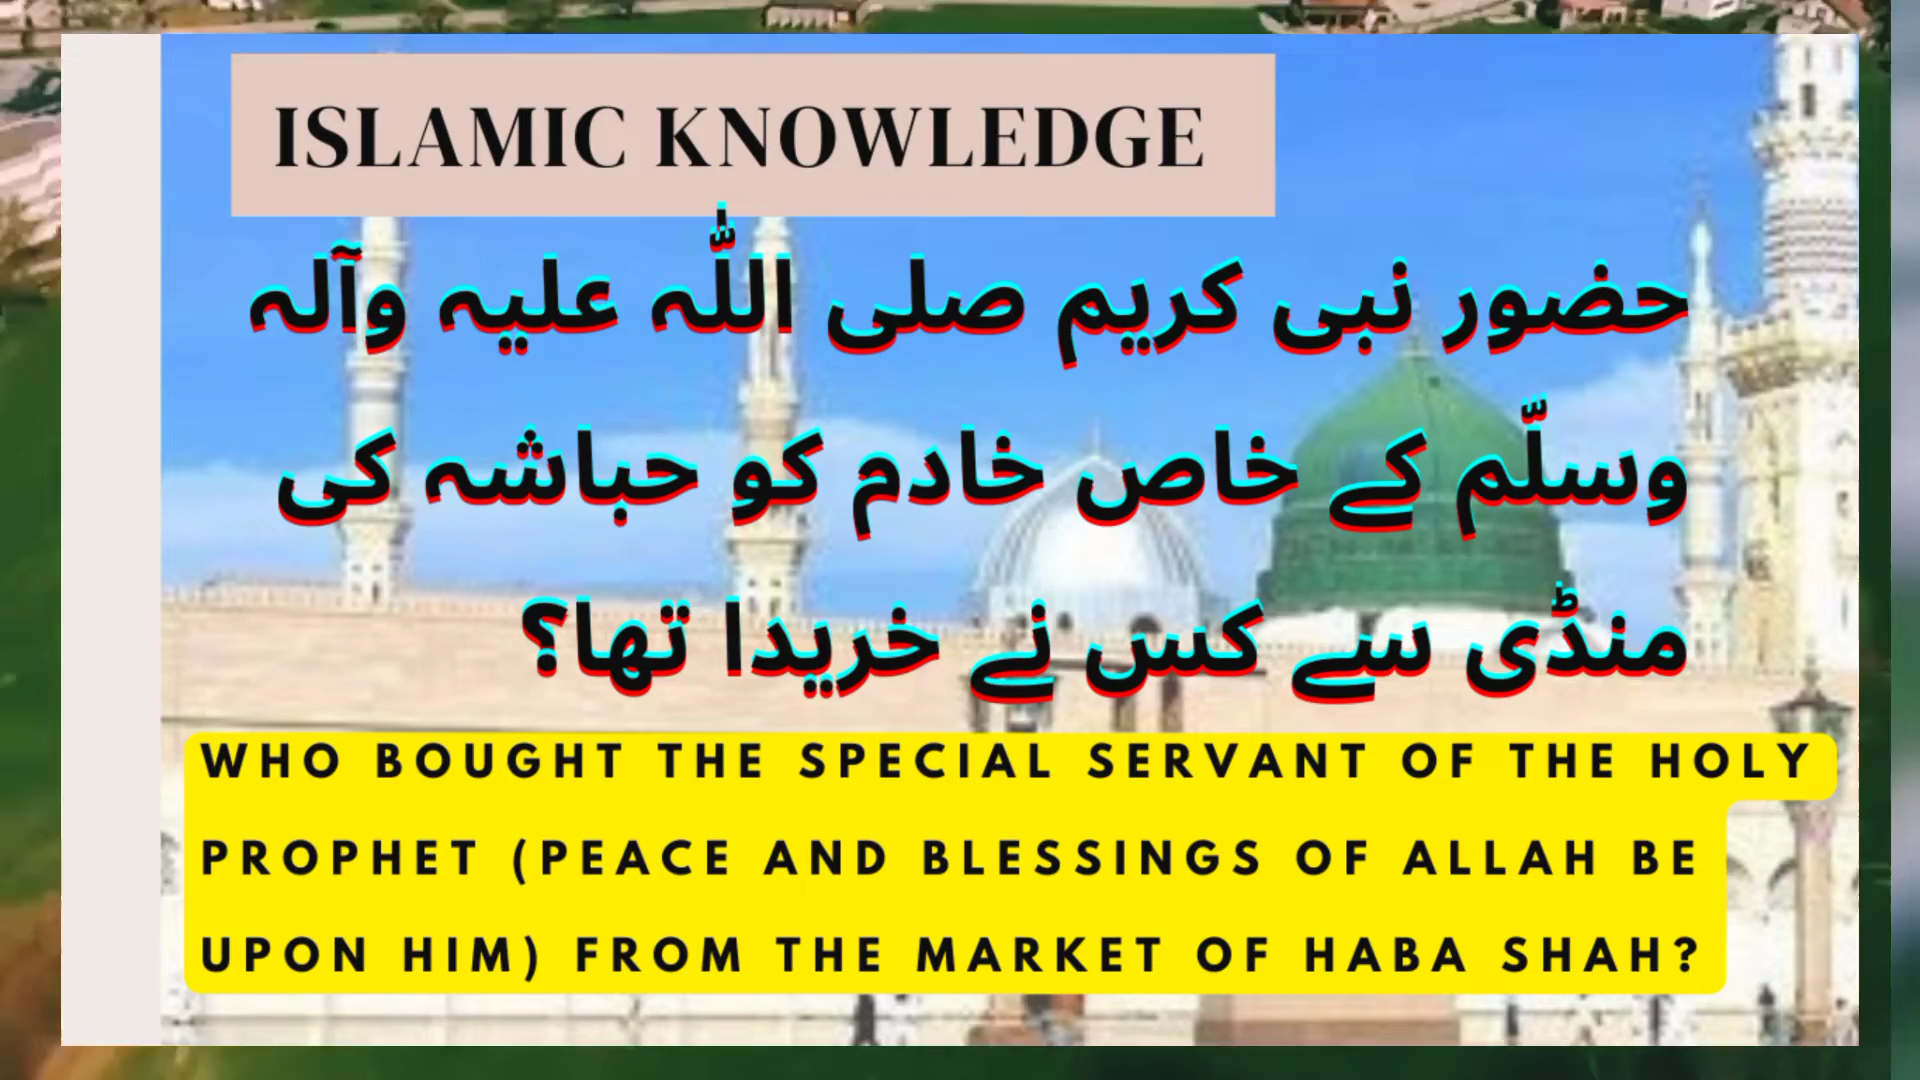 ISLAMIC KNOWLEDGE
حضور نبی کریم صلی اللّٰہ علیہ وآلہ
وسلّم کے خاص خادم کو حباشہ کی
منڈی سے کس نے خریدا تھا؟
WHO BOUGHT THE SPECIAL SERVANT OF THE HOLY
PROPHET (PEACE AND BLESSINGS OF ALLAH BE
UPON HIM) FROM THE MARKET OF HABA SHAH?